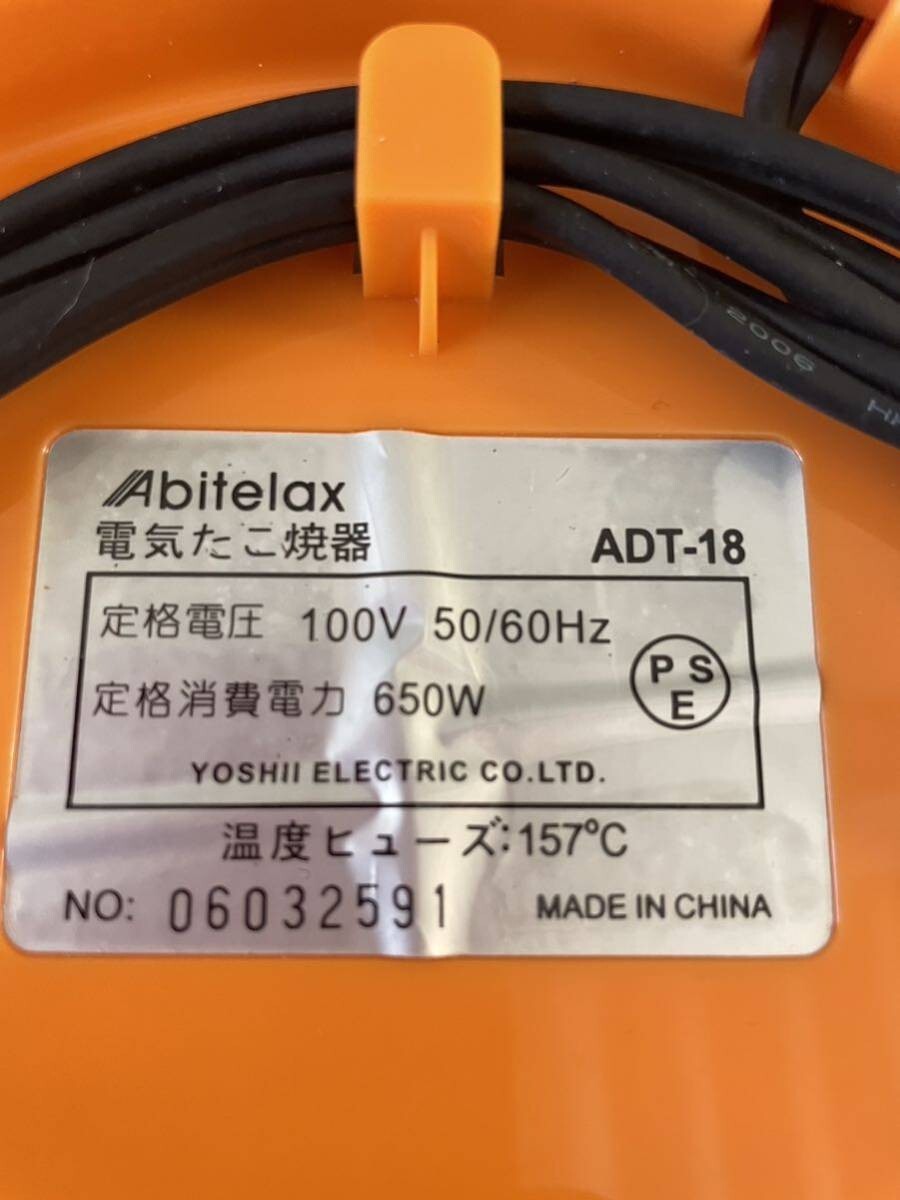 2006
Abitelax
電気たこ焼器 ADT-18
定格電圧 100V 50/60Hz
定格消費電力 650W
P S
E
YOSHII ELECTRIC CO.LTD.
温度ヒューズ:157°C
NO: 06032591 MADE IN CHINA